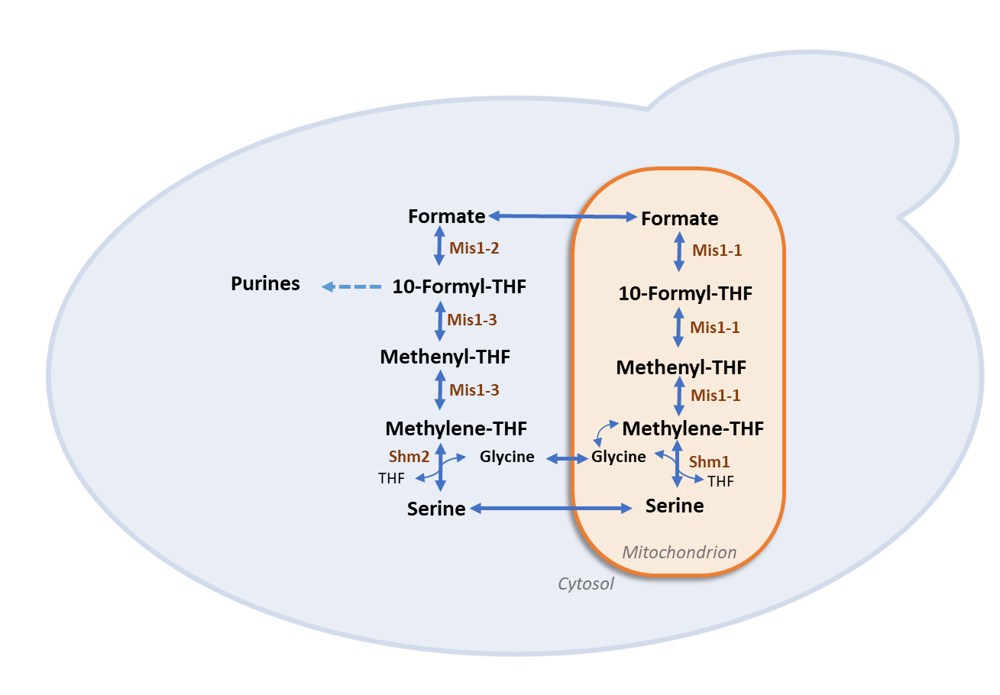 Formate
Formate
Mis1-2
Mis1-1
Purines
10-Formyl-THF
10-Formyl-THF
Mis1-3
Mis1-1
Methenyl-THF
Methenyl-THF
Mis1-3
Mis1-1
Methylene-THF
Methylene-THF
Shm2
Glycine
Glycine
Shm1
THF
THF
Serine
Serine
Mitochondrion
Cytosol